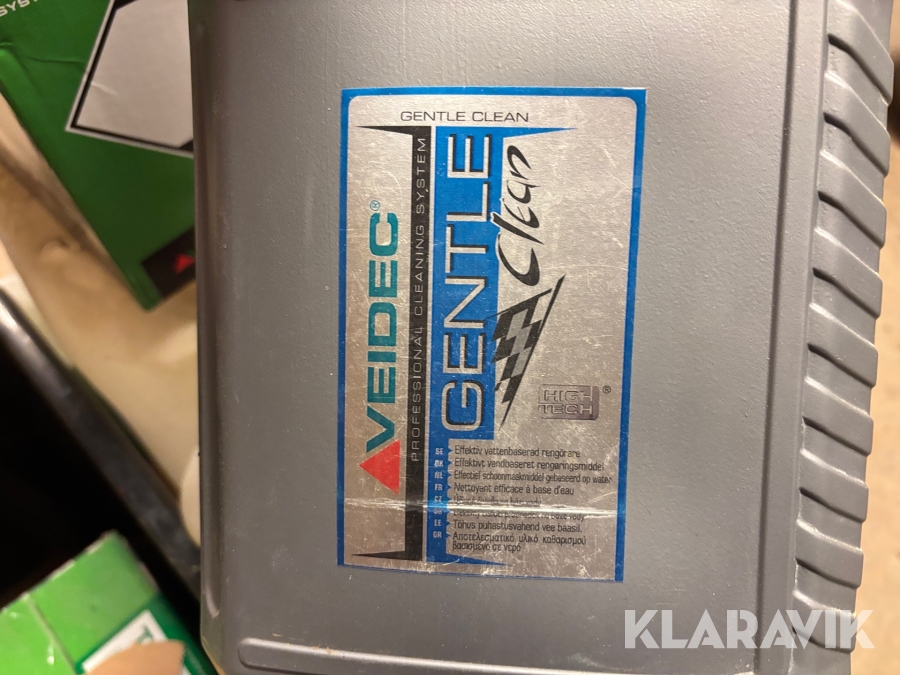 GENTLE CLEAN
VEIDEC®
PROFESSIONAL CLEANING SYSTEM
GENTLE
Clean
HIGH TECH®
SE Effektiv vattenbaserad rengörare
DK Effektivt vandbaseret rengøringsmiddel
NL Effectief schoonmaakmiddel gebaseerd op water
FR Nettoyant efficace à base d'eau
EE Tõhus puhastusvahend vee baasil.
GR Αποτελεσματικό υλικό καθαρισμού
βασισμένο σε νερό
KLARAVIK